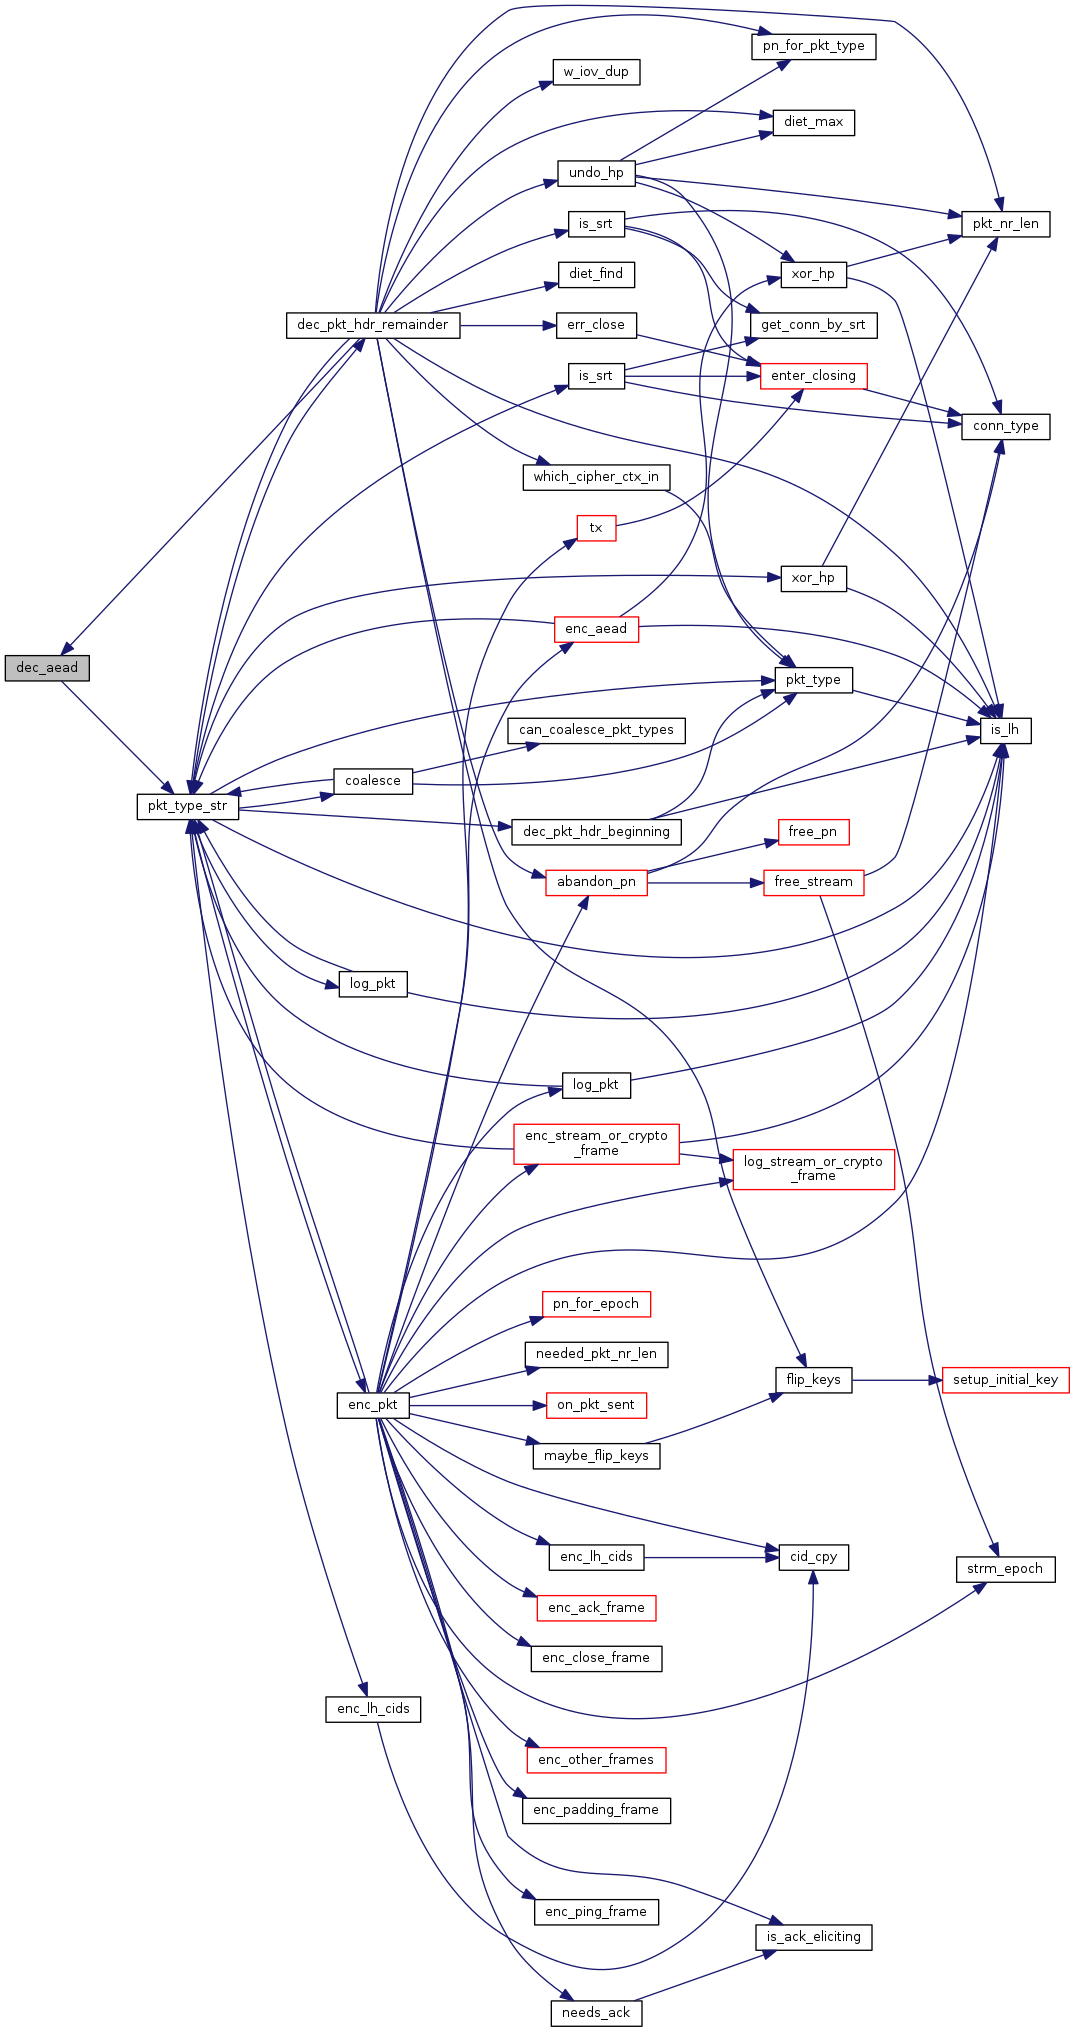 pn_for_pkt_type
w_iov_dup
diet_max
undo_hp
is_srt
pkt_nr_len
diet_find
xor_hp
dec_pkt_hdr_remainder
err_close
get_conn_by_srt
is_srt
enter_closing
conn_type
which_cipher_ctx_in
tx
xor_hp
enc_aead
dec_aead
pkt_type
can_coalesce_pkt_types
is_lh
coalesce
pkt_type_str
dec_pkt_hdr_beginning
free_pn
abandon_pn
free_stream
log_pkt
log_pkt
enc_stream_or_crypto
_frame
log_stream_or_crypto
_frame
pn_for_epoch
needed_pkt_nr_len
flip_keys
setup_initial_key
enc_pkt
on_pkt_sent
maybe_flip_keys
enc_lh_cids
cid_cpy
strm_epoch
enc_ack_frame
enc_close_frame
enc_lh_cids
enc_other_frames
enc_padding_frame
enc_ping_frame
is_ack_eliciting
needs_ack